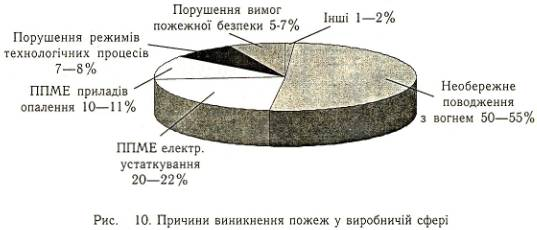 Порушення вимог
пожежної безпеки 5-7%
Інші 1—2%
Порушення режимів
технологічних процесів
7—8%
ППМЕ приладів
опалення 10—11%
Необережне
поводження
з вогнем 50—55%
ППМЕ електр.
устаткування
20—22%
Рис. 10. Причини виникнення пожеж у виробничій сфері